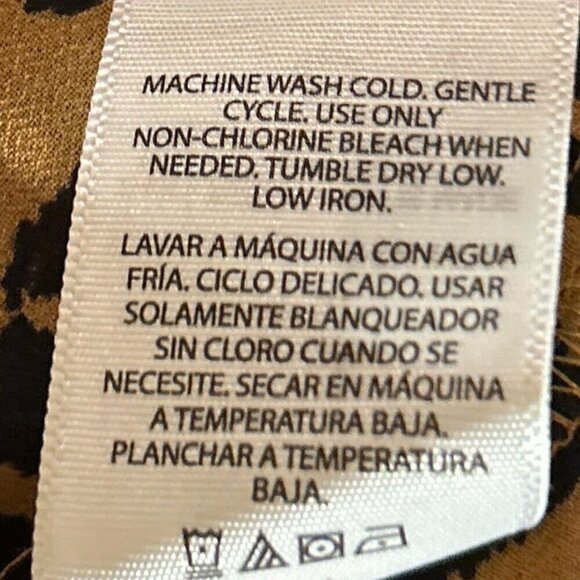 MACHINE WASH COLD. GENTLE
CYCLE. USE ONLY
NON-CHLORINE BLEACH WHEN
NEEDED. TUMBLE DRY LOW.
LOW IRON.
LAVAR A MÁQUINA CON AGUA
FRÍA. CICLO DELICADO. USAR
SOLAMENTE BLANQUEADOR
SIN CLORO CUANDO SE
NECESITE. SECAR EN MÁQUINA
A TEMPERATURA BAJA.
PLANCHAR A TEMPERATURA
BAJA.